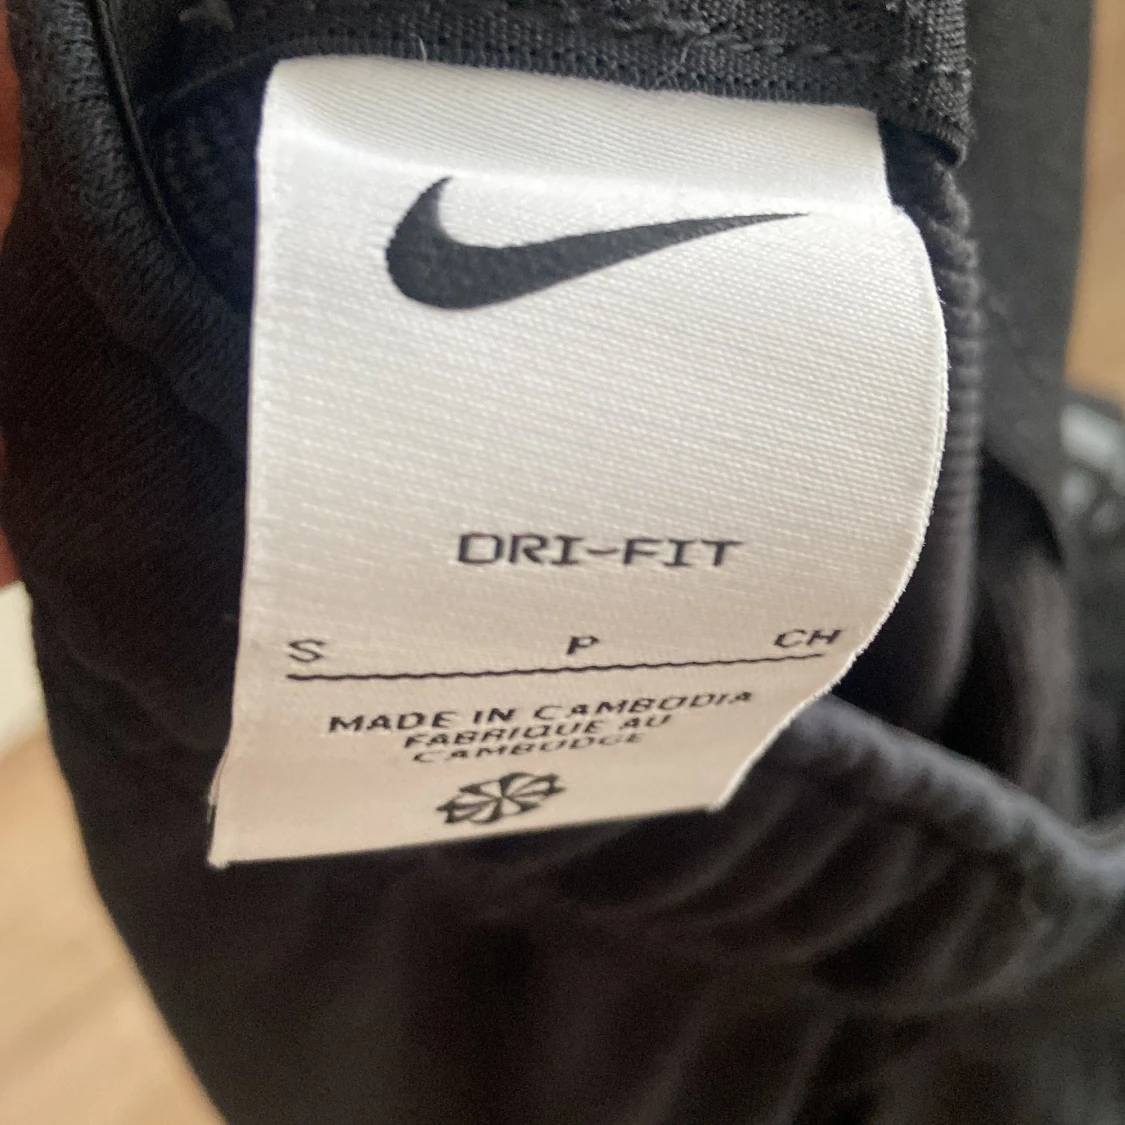 DRI-FIT
S P CH
MADE IN CAMBODIA
FABRIQUE AU
CAMBODGE